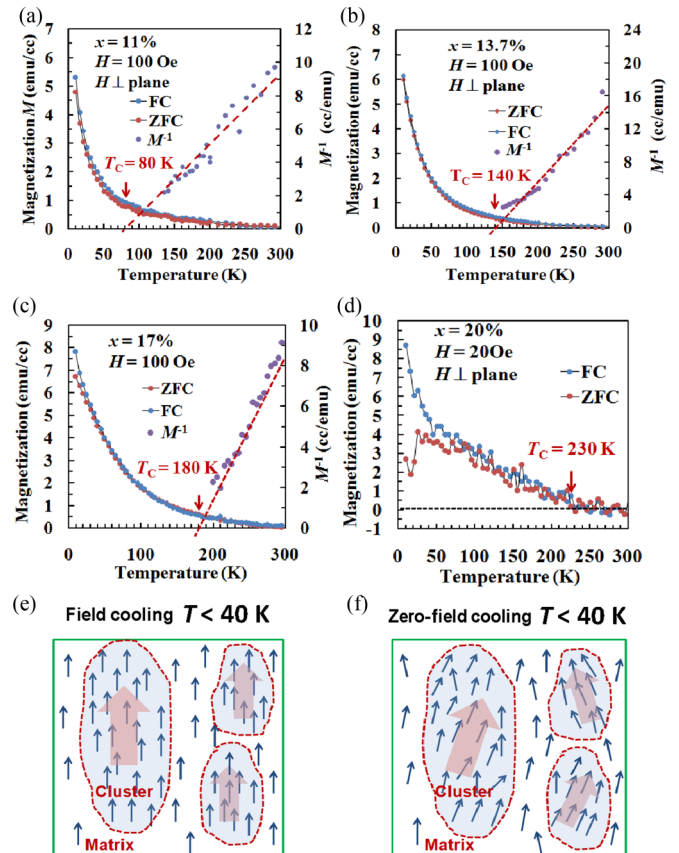 (a)
7
6
5
4
3
2
1
0
Magnetization M (emu/cc)
x = 11%
H = 100 Oe
H ⊥ plane
FC
ZFC
M⁻¹
T_C = 80 K
12
10
8
6
4
2
0
M⁻¹ (cc/emu)
0 100 200 300
Temperature (K)
(b)
8
7
6
5
4
3
2
1
0
Magnetization (emu/cc)
x = 13.7%
H = 100 Oe
H ⊥ plane
ZFC
FC
M⁻¹
T_C = 140 K
24
20
16
12
8
4
0
M⁻¹ (cc/emu)
0 50 100 150 200 250 300
Temperature (K)
(c)
9
8
7
6
5
4
3
2
1
0
Magnetization (emu/cc)
x = 17%
H = 100 Oe
ZFC
FC
M⁻¹
T_C = 180 K
10
8
6
4
2
0
M⁻¹ (cc/emu)
0 100 200 300
Temperature (K)
(d)
10
9
8
7
6
5
4
3
2
1
0
-1
Magnetization (emu/cc)
x = 20%
H = 20Oe
H ⊥ plane
FC
ZFC
T_C = 230 K
0 50 100 150 200 250 300
Temperature (K)
(e)
Field cooling T < 40 K
Cluster
Matrix
(f)
Zero-field cooling T < 40 K
Cluster
Matrix